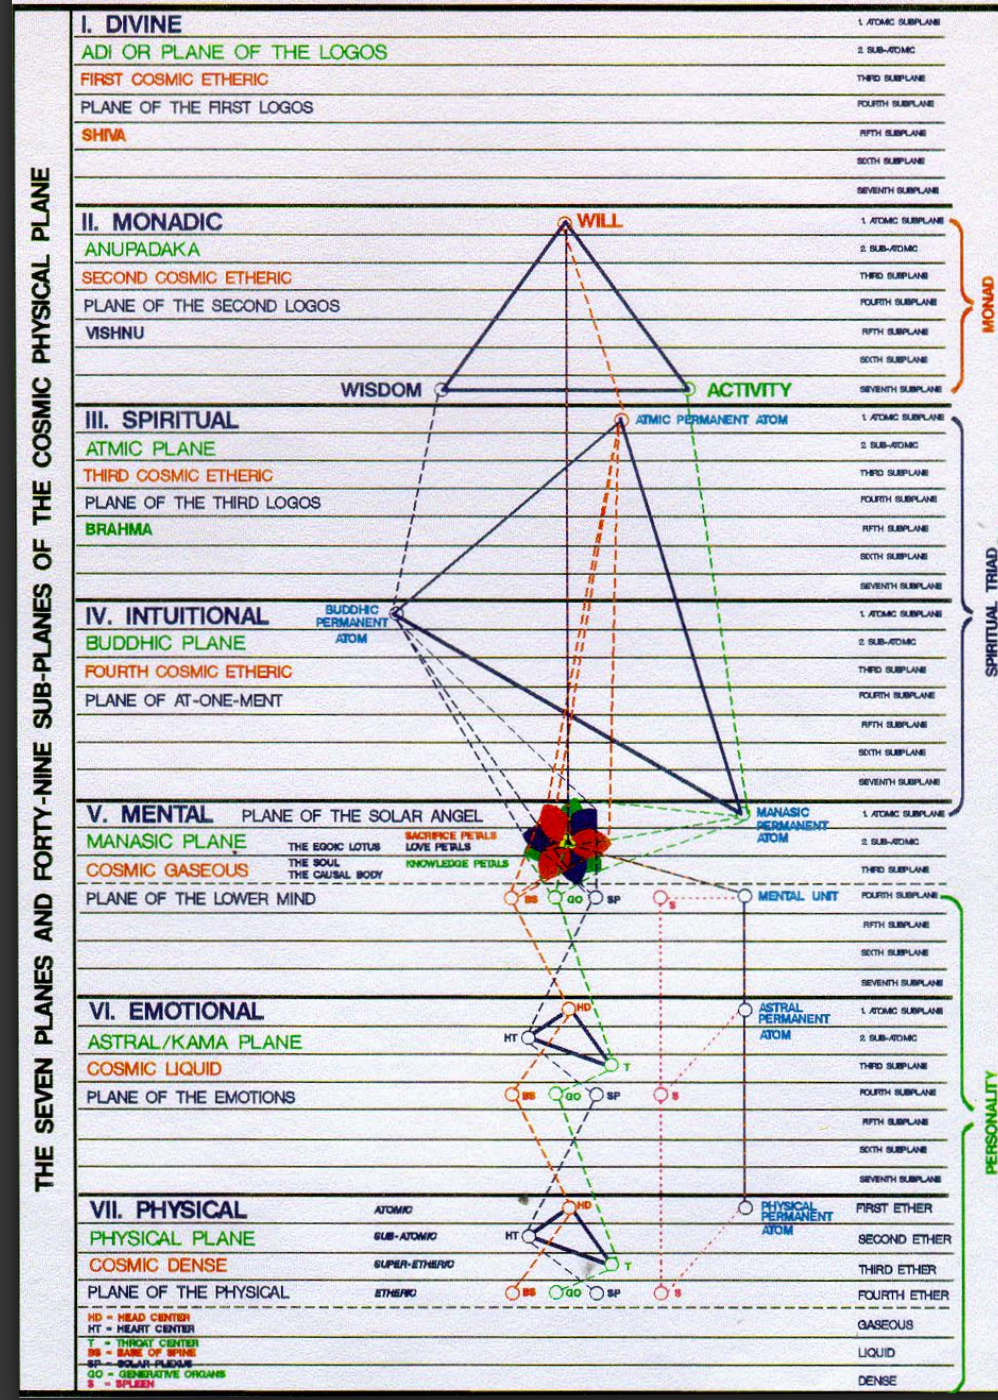 THE SEVEN PLANES AND FORTY-NINE SUB-PLANES OF THE COSMIC PHYSICAL PLANE
I. DIVINE 1. ATOMIC SUBPLANE
ADI OR PLANE OF THE LOGOS 2. SUB-ATOMIC
FIRST COSMIC ETHERIC THIRD SUBPLANE
PLANE OF THE FIRST LOGOS FOURTH SUBPLANE
SHIVA FIFTH SUBPLANE
SIXTH SUBPLANE
SEVENTH SUBPLANE
II. MONADIC WILL 1. ATOMIC SUBPLANE
ANUPADAKA 2. SUB-ATOMIC
SECOND COSMIC ETHERIC THIRD SUBPLANE
MONAD
PLANE OF THE SECOND LOGOS FOURTH SUBPLANE
VISHNU FIFTH SUBPLANE
SIXTH SUBPLANE
WISDOM ACTIVITY SEVENTH SUBPLANE
III. SPIRITUAL ATMIC PERMANENT ATOM 1. ATOMIC SUBPLANE
ATMIC PLANE 2. SUB-ATOMIC
THIRD COSMIC ETHERIC THIRD SUBPLANE
PLANE OF THE THIRD LOGOS FOURTH SUBPLANE
BRAHMA FIFTH SUBPLANE
SIXTH SUBPLANE
SEVENTH SUBPLANE
SPIRITUAL TRIAD
IV. INTUITIONAL BUDDHIC 1. ATOMIC SUBPLANE
PERMANENT
ATOM
BUDDHIC PLANE 2. SUB-ATOMIC
FOURTH COSMIC ETHERIC THIRD SUBPLANE
PLANE OF AT-ONE-MENT FOURTH SUBPLANE
FIFTH SUBPLANE
SIXTH SUBPLANE
SEVENTH SUBPLANE
V. MENTAL PLANE OF THE SOLAR ANGEL MANASIC 1. ATOMIC SUBPLANE
PERMANENT
ATOM
MANASIC PLANE THE EGOIC LOTUS SACRIFICE PETALS 2. SUB-ATOMIC
LOVE PETALS
COSMIC GASEOUS THE SOUL KNOWLEDGE PETALS THIRD SUBPLANE
THE CAUSAL BODY
PLANE OF THE LOWER MIND BS GO SP S MENTAL UNIT FOURTH SUBPLANE
FIFTH SUBPLANE
SIXTH SUBPLANE
SEVENTH SUBPLANE
VI. EMOTIONAL HD ASTRAL 1. ATOMIC SUBPLANE
PERMANENT
ATOM
ASTRAL/KAMA PLANE HT 2. SUB-ATOMIC
COSMIC LIQUID T THIRD SUBPLANE
PLANE OF THE EMOTIONS BS GO SP S FOURTH SUBPLANE
PERSONALITY
FIFTH SUBPLANE
SIXTH SUBPLANE
SEVENTH SUBPLANE
VII. PHYSICAL ATOMIC HD PHYSICAL FIRST ETHER
PERMANENT
ATOM
PHYSICAL PLANE SUB-ATOMIC HT SECOND ETHER
COSMIC DENSE SUPER-ETHERIC T THIRD ETHER
PLANE OF THE PHYSICAL ETHERIC BS GO SP S FOURTH ETHER
HD = HEAD CENTER
HT = HEART CENTER GASEOUS
T = THROAT CENTER
BS = BASE OF SPINE LIQUID
SP = SOLAR PLEXUS
GO = GENERATIVE ORGANS
S = SPLEEN DENSE